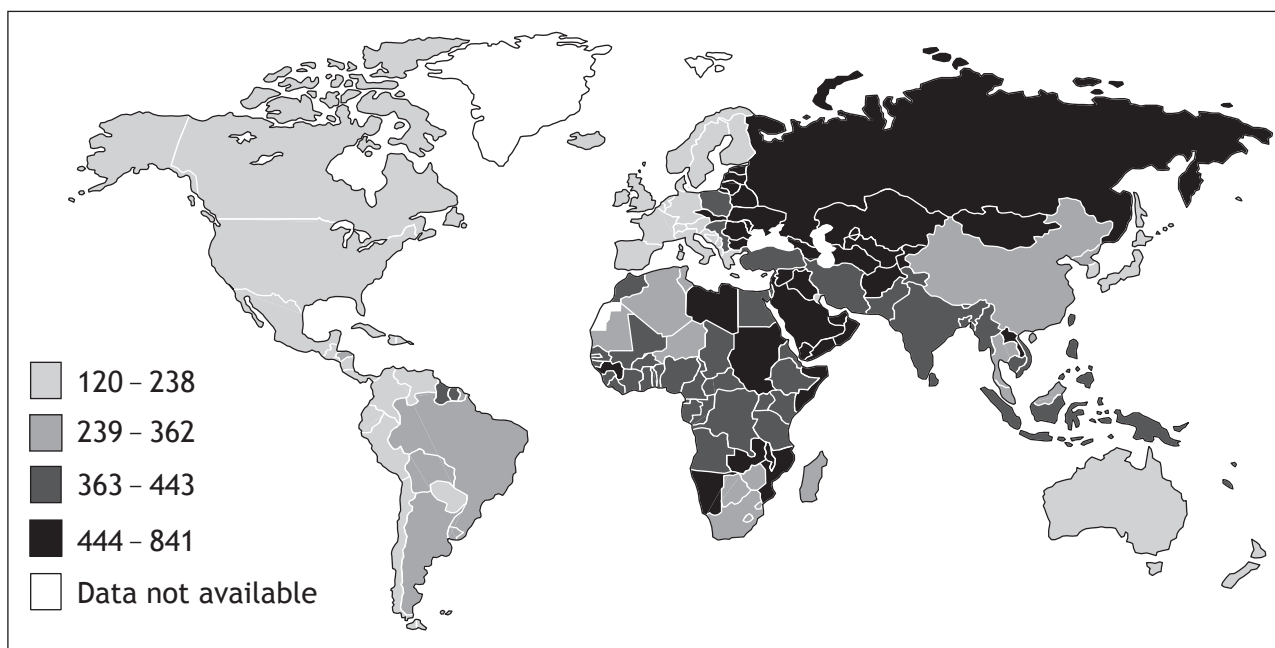 120 – 238
239 – 362
363 – 443
444 – 841
Data not available